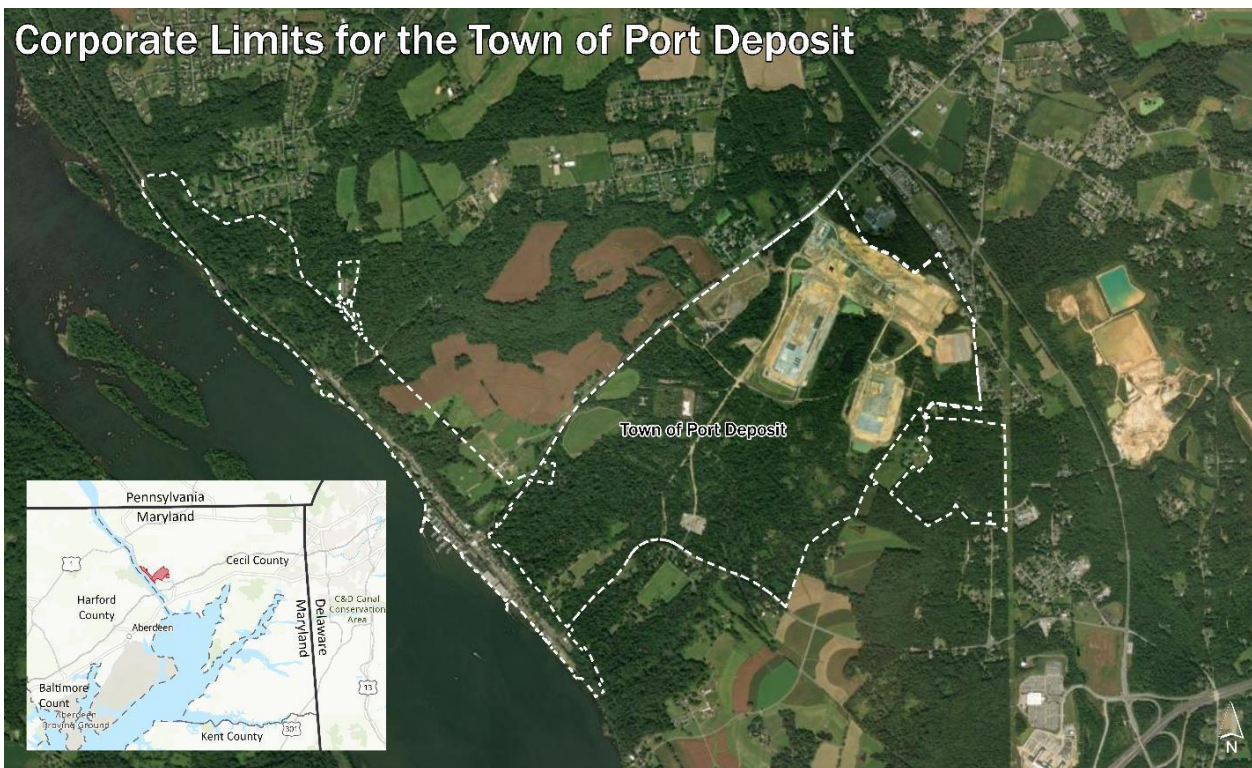 Corporate Limits for the Town of Port Deposit
Town of Port Deposit
Pennsylvania
Maryland
1
Cecil County
Harford
County
Aberdeen
Maryland
Delaware
C&D Canal
Conservation
Area
13
Baltimore
Count
Aberdeen
Proving Ground
301
Kent County
N